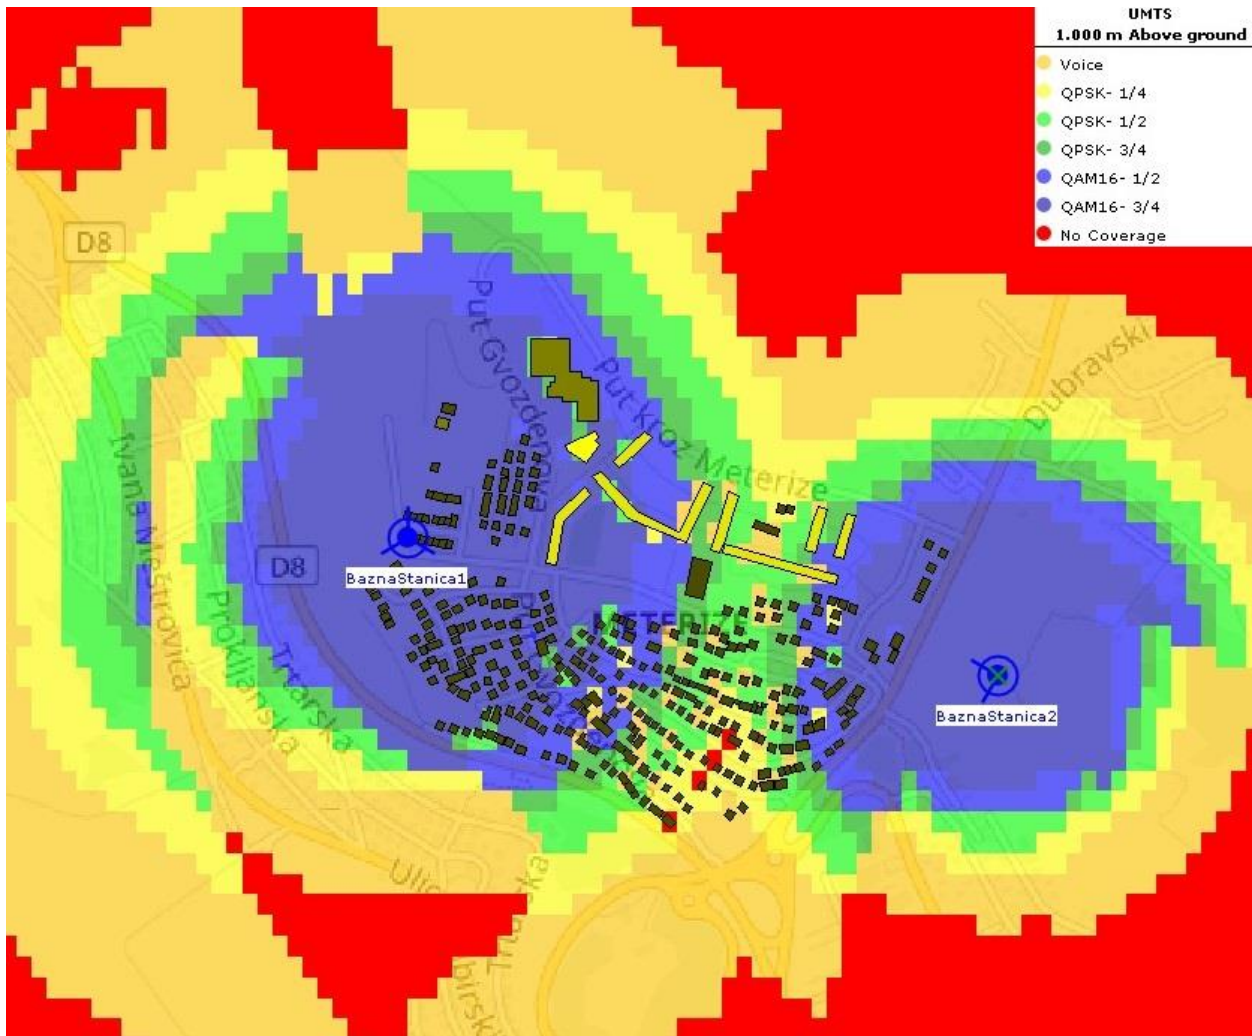 UMTS
1.000 m Above ground
Voice
QPSK- 1/4
QPSK- 1/2
QPSK- 3/4
QAM16- 1/2
QAM16- 3/4
No Coverage
D8
Put Gvozdenova
Put kroz Meterize
Dubravski
Ivana Meštrovića
D8
BaznaStanica1
METERIZE
Prokljanska
Trtarska
BaznaStanica2
Trtarska